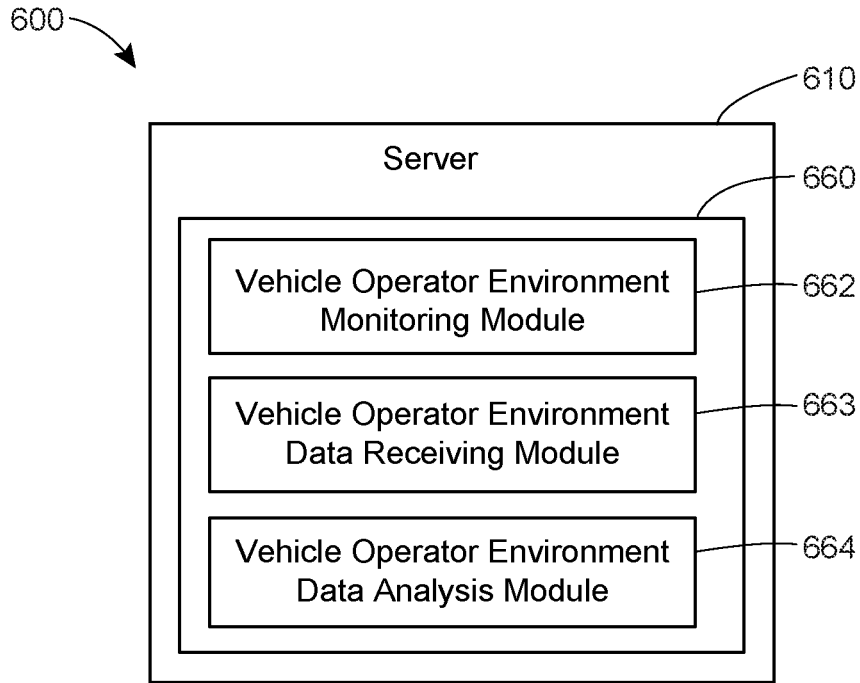 600
610
Server
660
Vehicle Operator Environment
Monitoring Module
662
Vehicle Operator Environment
Data Receiving Module
663
Vehicle Operator Environment
Data Analysis Module
664